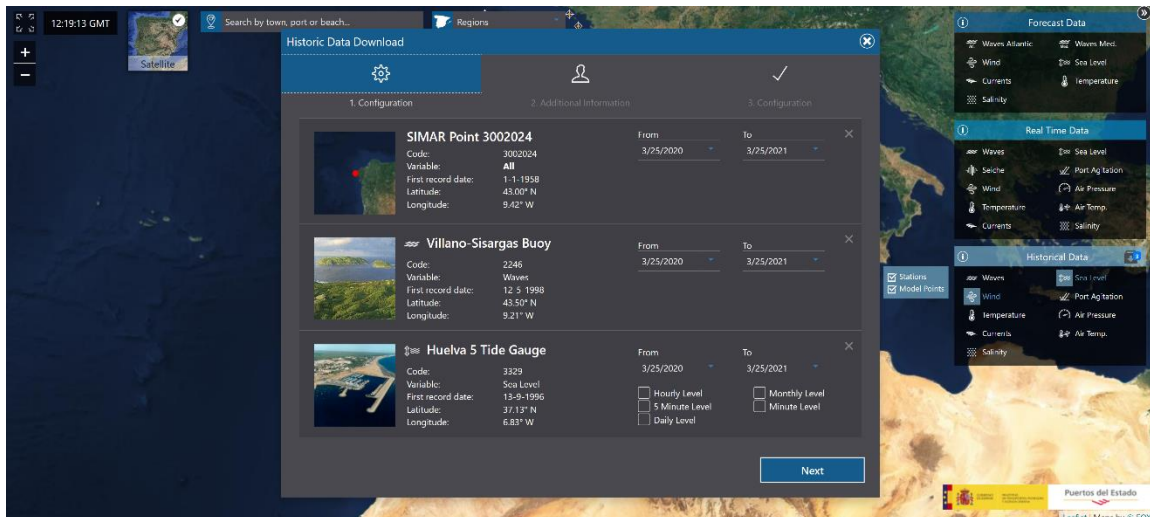 12:19:13 GMT
Satellite
Search by town, port or beach...
Regions
Historic Data Download
1. Configuration
2. Additional Information
3. Configuration
SIMAR Point 3002024
Code: 3002024
Variable: All
First record date: 1-1-1958
Latitude: 43.00° N
Longitude: 9.42° W
From
3/25/2020
To
3/25/2021
Villano-Sisargas Buoy
Code: 2246
Variable: Waves
First record date: 12 5 1998
Latitude: 43.50° N
Longitude: 9.21° W
From
3/25/2020
To
3/25/2021
Huelva 5 Tide Gauge
Code: 3329
Variable: Sea Level
First record date: 13-9-1996
Latitude: 37.13° N
Longitude: 6.83° W
From
3/25/2020
To
3/25/2021
Hourly Level
Monthly Level
5 Minute Level
Minute Level
Daily Level
Next
Stations
Model Points
Forecast Data
Waves Atlantic
Waves Med.
Wind
Sea Level
Currents
Temperature
Salinity
Real Time Data
Waves
Sea Level
Seiche
Port Agitation
Wind
Air Pressure
Temperature
Air Temp.
Currents
Salinity
Historical Data
Waves
Sea Level
Wind
Port Agitation
Temperature
Air Pressure
Currents
Air Temp.
Salinity
Puertos del Estado